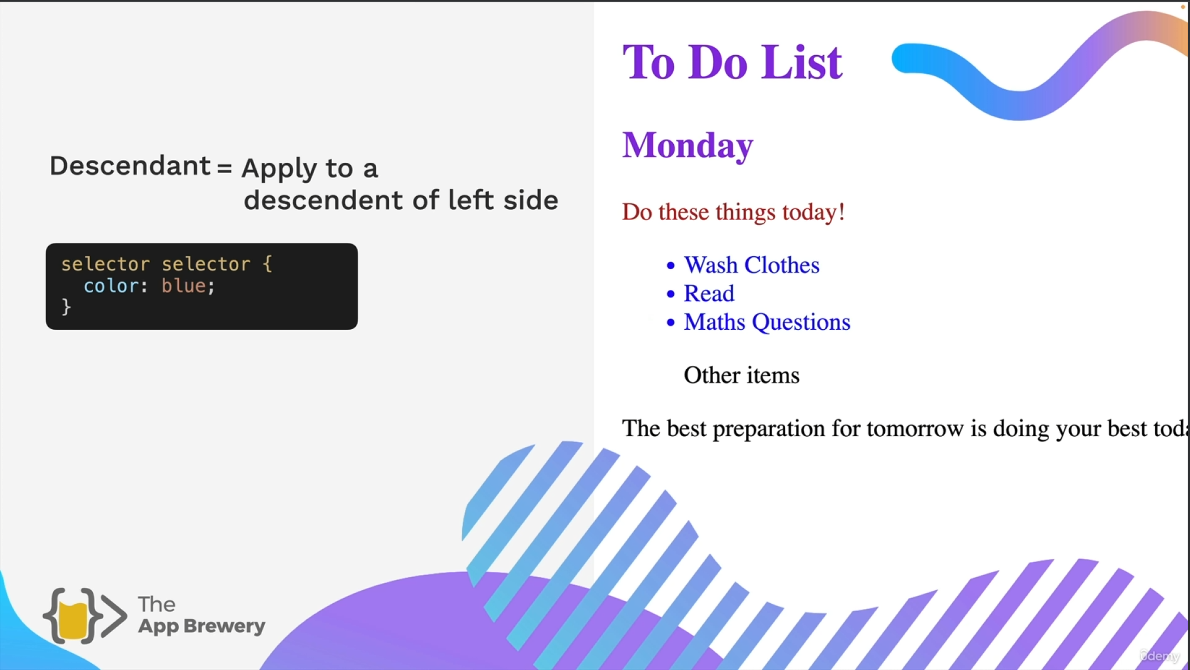 Descendant = Apply to a
descendent of left side
selector selector {
  color: blue;
}
The
App Brewery
To Do List
Monday
Do these things today!
• Wash Clothes
• Read
• Maths Questions
Other items
The best preparation for tomorrow is doing your best toda
ûdemy